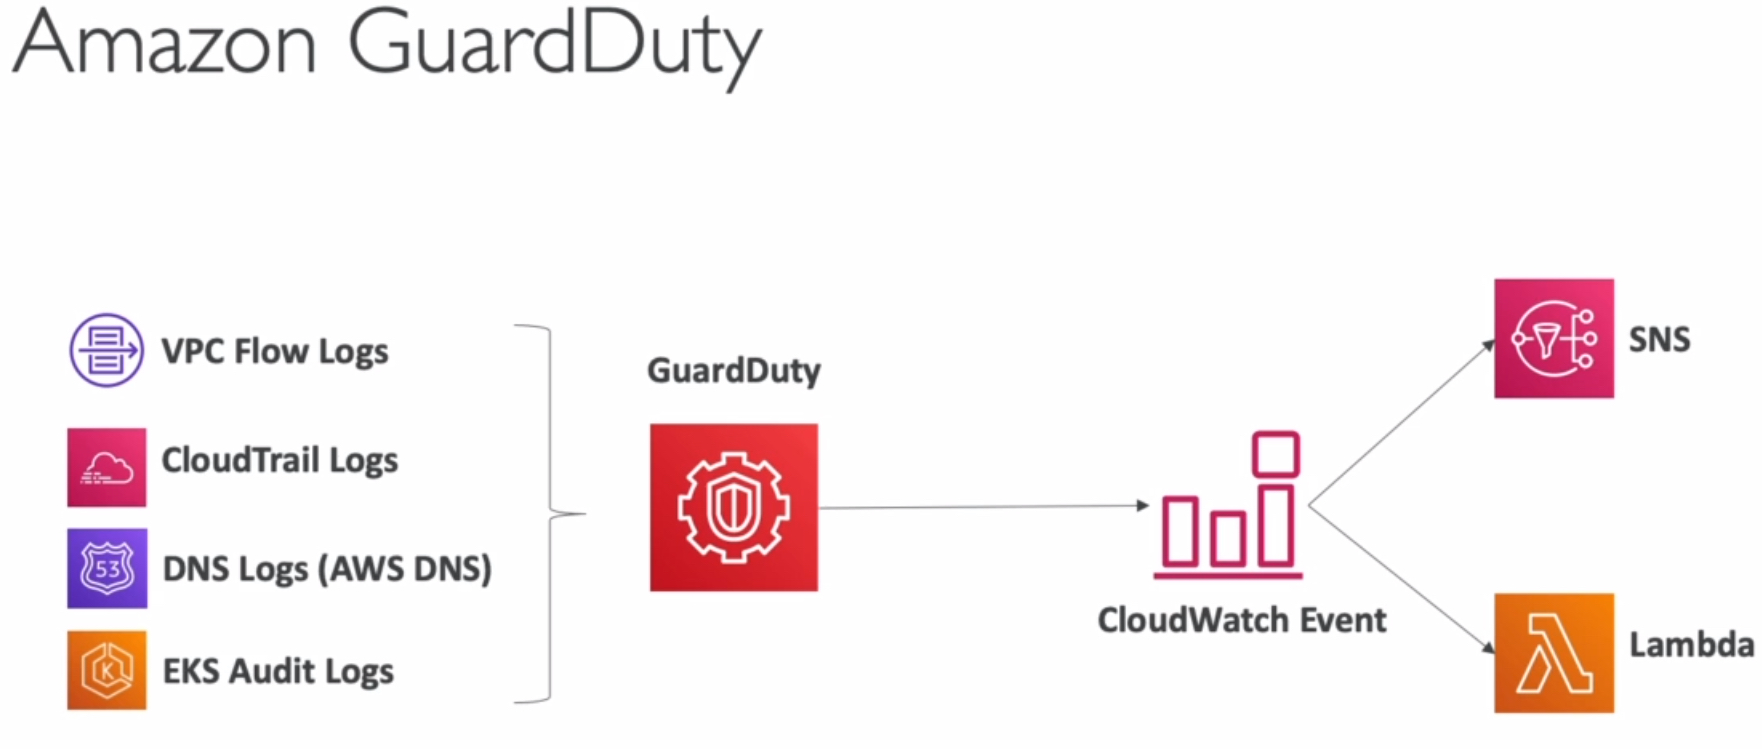 Amazon GuardDuty
VPC Flow Logs
CloudTrail Logs
53
DNS Logs (AWS DNS)
K
EKS Audit Logs
GuardDuty
CloudWatch Event
SNS
Lambda